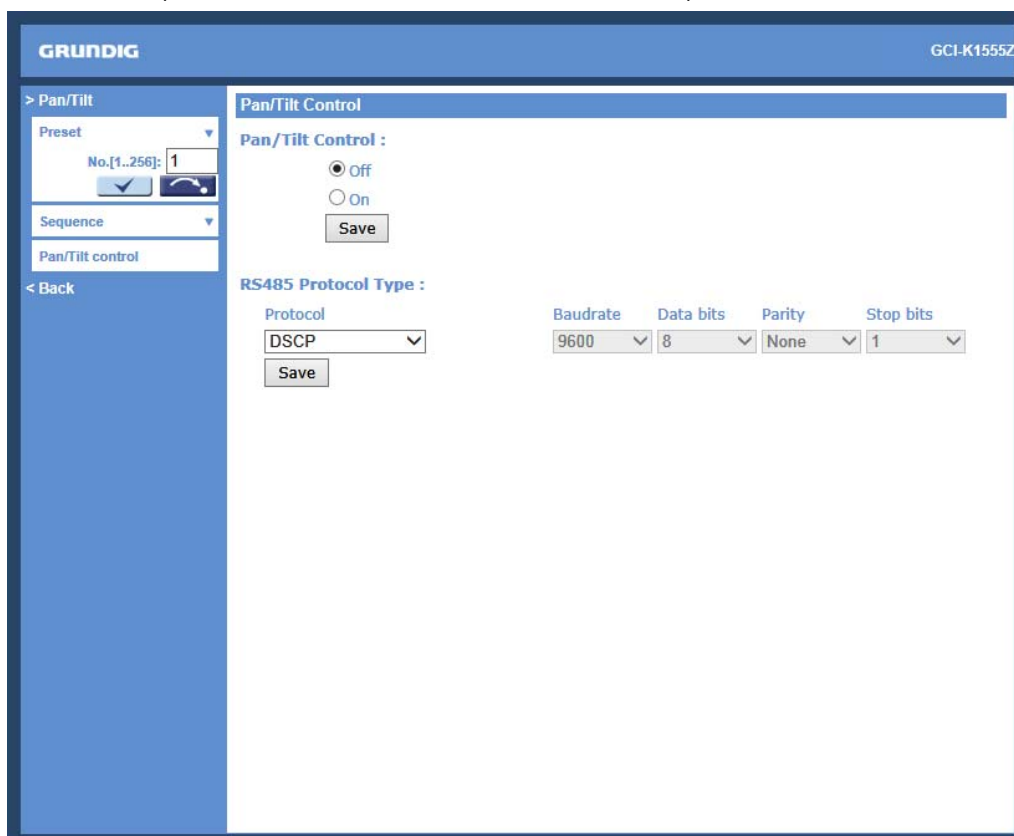 GRUNDIG
GCI-K1555Z
> Pan/Tilt
Preset
No.[1..256]: 1
Sequence
Pan/Tilt control
< Back
Pan/Tilt Control
Pan/Tilt Control :
Off
On
Save
RS485 Protocol Type :
Protocol Baudrate Data bits Parity Stop bits
DSCP 9600 8 None 1
Save